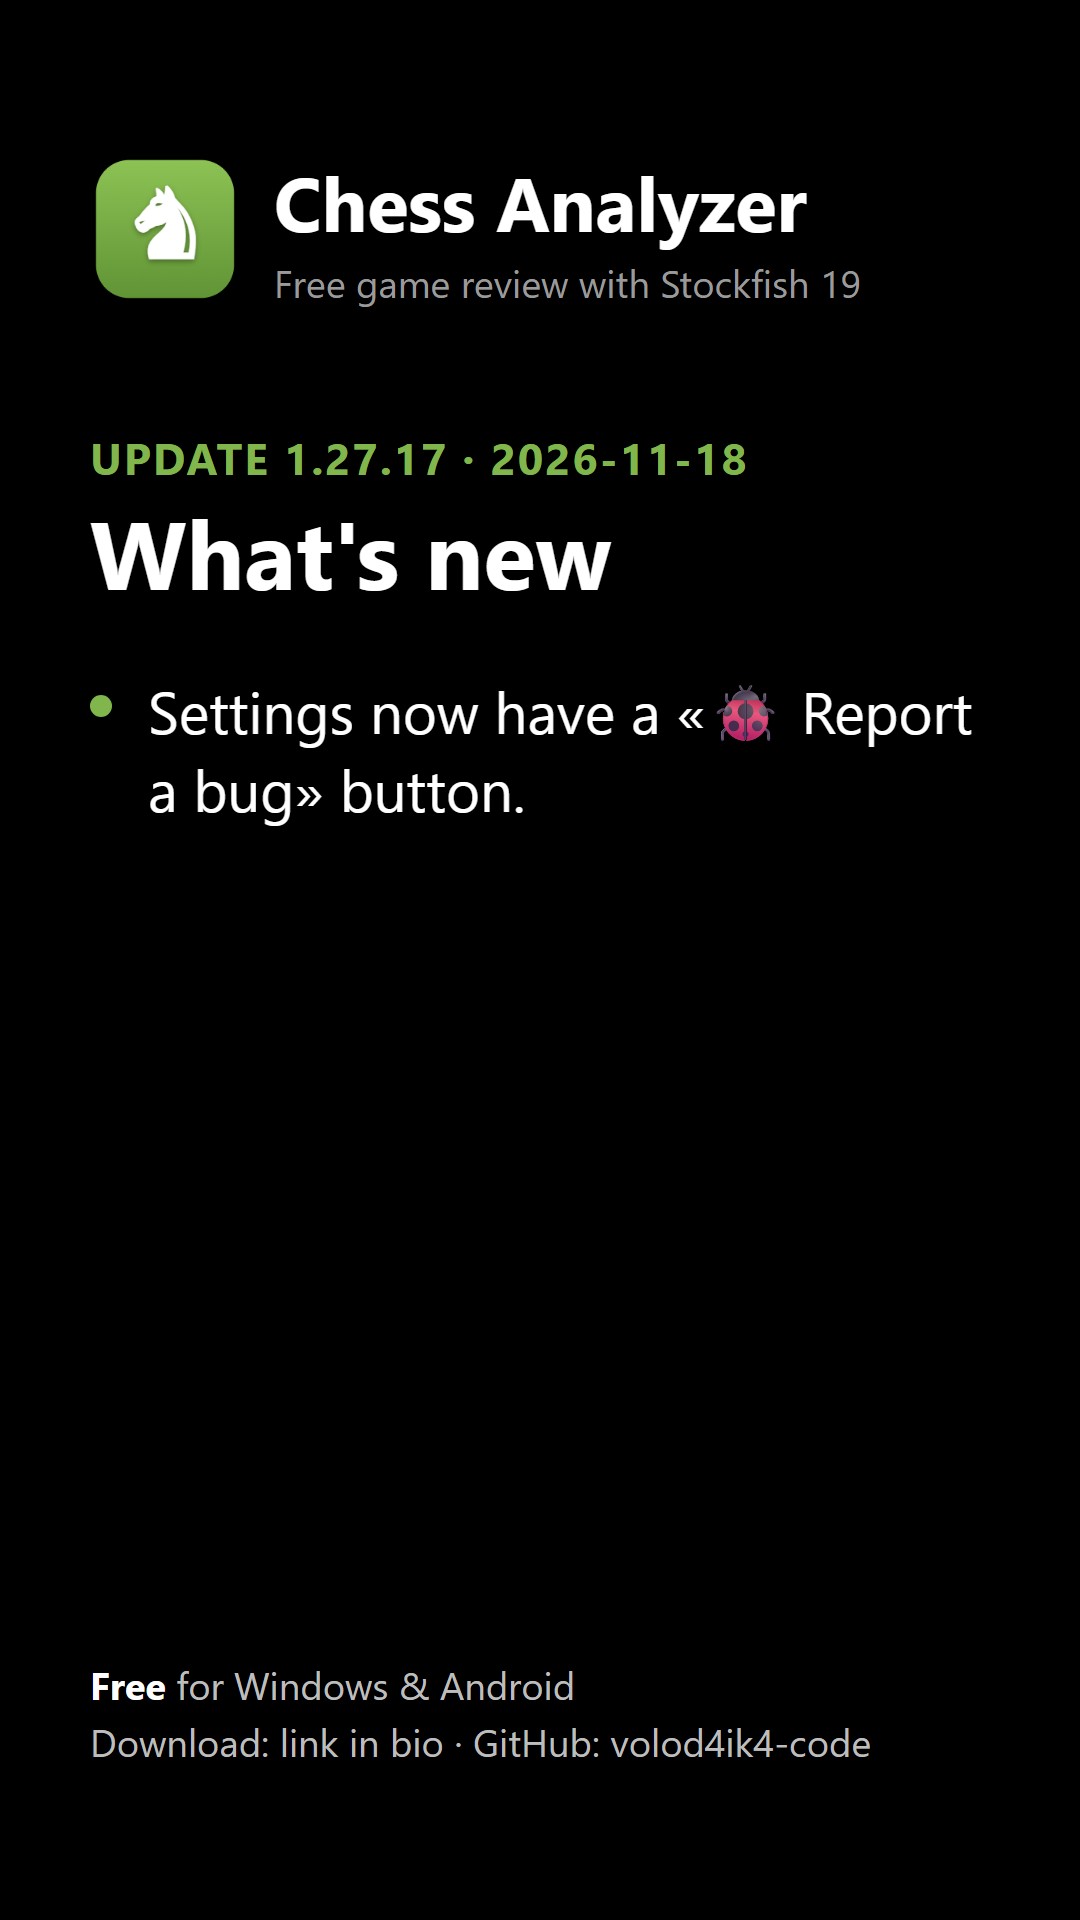 Chess Analyzer
Free game review with Stockfish 19
UPDATE 1.27.17 · 2026-11-18
What's new
Settings now have a «🐞 Report
a bug» button.
Free for Windows & Android
Download: link in bio · GitHub: volod4ik4-code